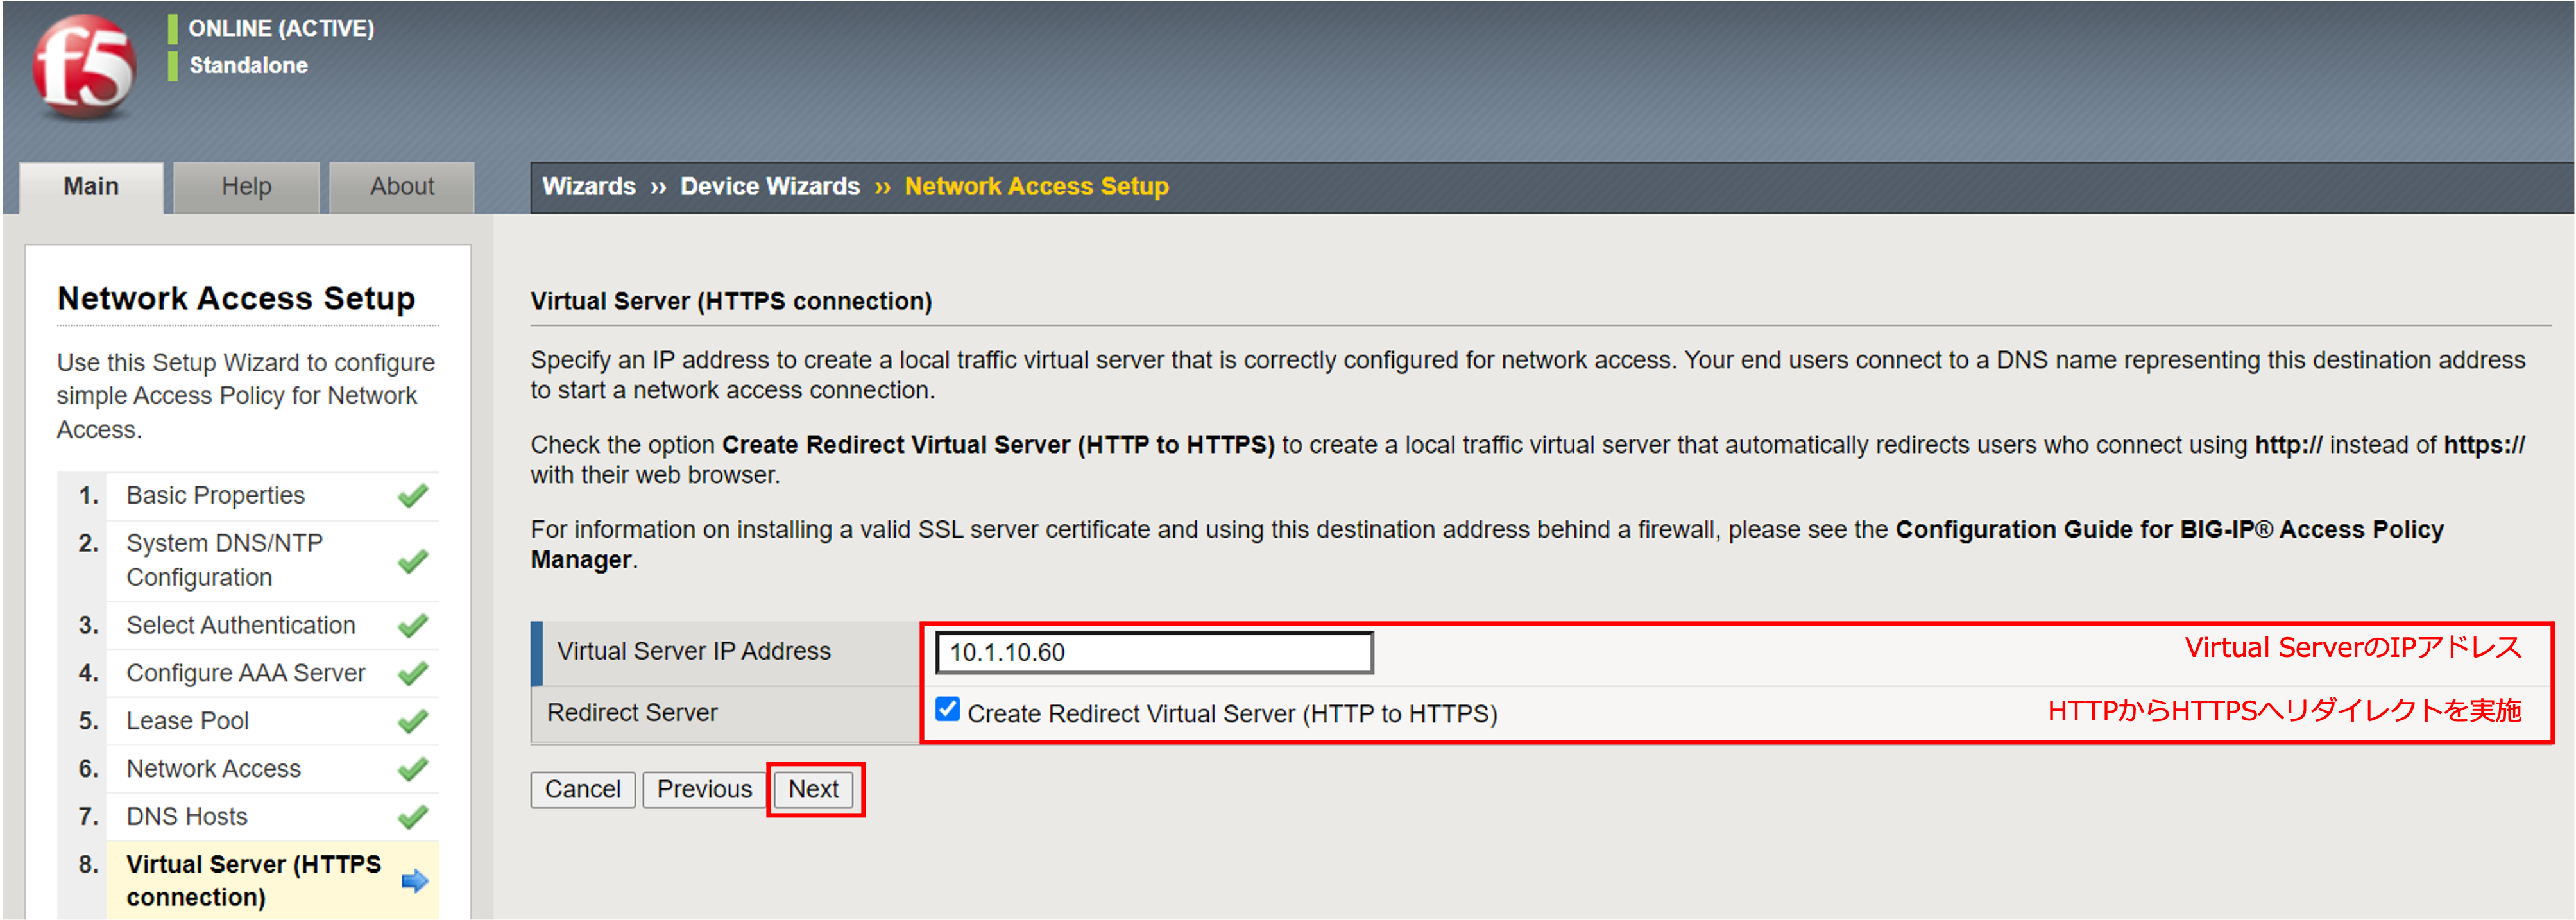 f5
ONLINE (ACTIVE)
Standalone
Main
Help
About
Wizards ›› Device Wizards ›› Network Access Setup
Network Access Setup
Use this Setup Wizard to configure
simple Access Policy for Network
Access.
1. Basic Properties
2. System DNS/NTP
Configuration
3. Select Authentication
4. Configure AAA Server
5. Lease Pool
6. Network Access
7. DNS Hosts
8. Virtual Server (HTTPS
connection)
Virtual Server (HTTPS connection)
Specify an IP address to create a local traffic virtual server that is correctly configured for network access. Your end users connect to a DNS name representing this destination address
to start a network access connection.
Check the option Create Redirect Virtual Server (HTTP to HTTPS) to create a local traffic virtual server that automatically redirects users who connect using http:// instead of https://
with their web browser.
For information on installing a valid SSL server certificate and using this destination address behind a firewall, please see the Configuration Guide for BIG-IP® Access Policy
Manager.
Virtual Server IP Address 10.1.10.60 Virtual ServerのIPアドレス
Redirect Server Create Redirect Virtual Server (HTTP to HTTPS) HTTPからHTTPSへリダイレクトを実施
Cancel Previous Next